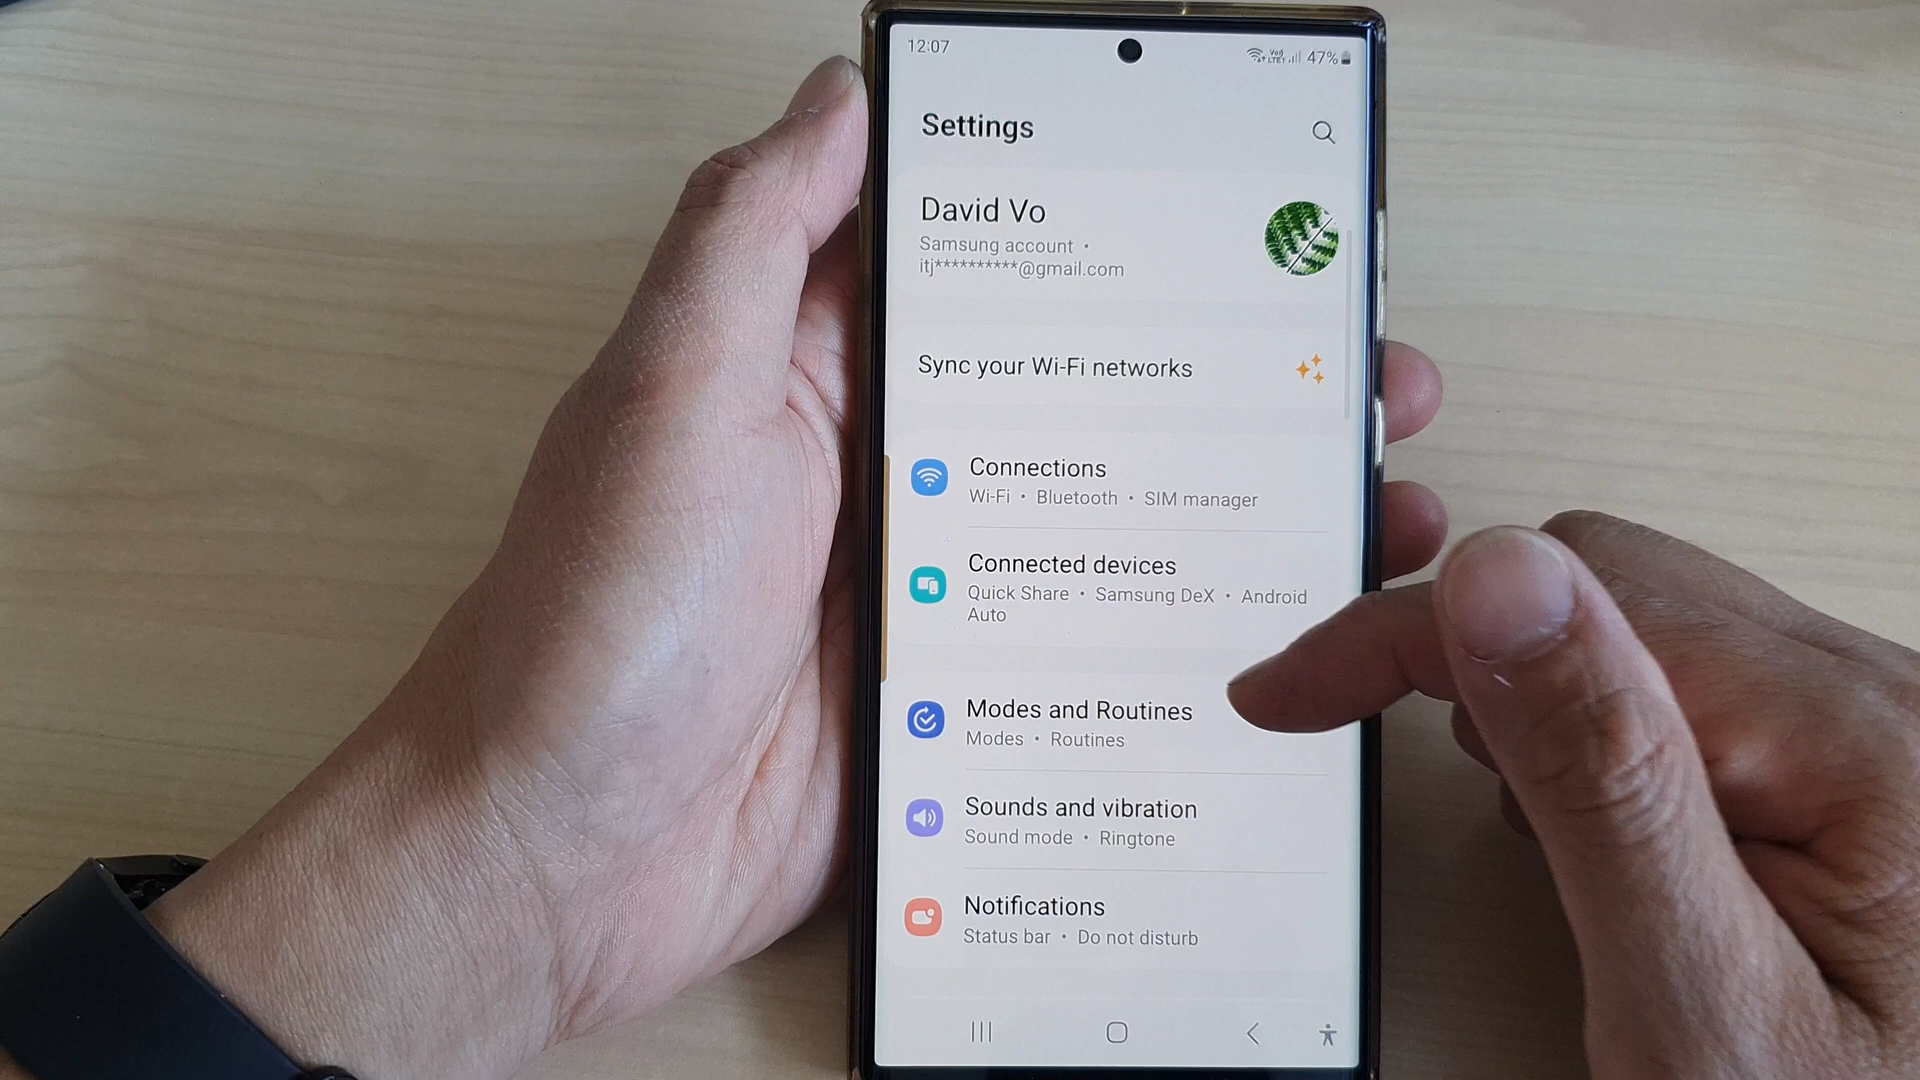 12:07
Vo)) LTE1 47%
Settings
David Vo
Samsung account •
itj**********@gmail.com
Sync your Wi-Fi networks
Connections
Wi-Fi • Bluetooth • SIM manager
Connected devices
Quick Share • Samsung DeX • Android
Auto
Modes and Routines
Modes • Routines
Sounds and vibration
Sound mode • Ringtone
Notifications
Status bar • Do not disturb